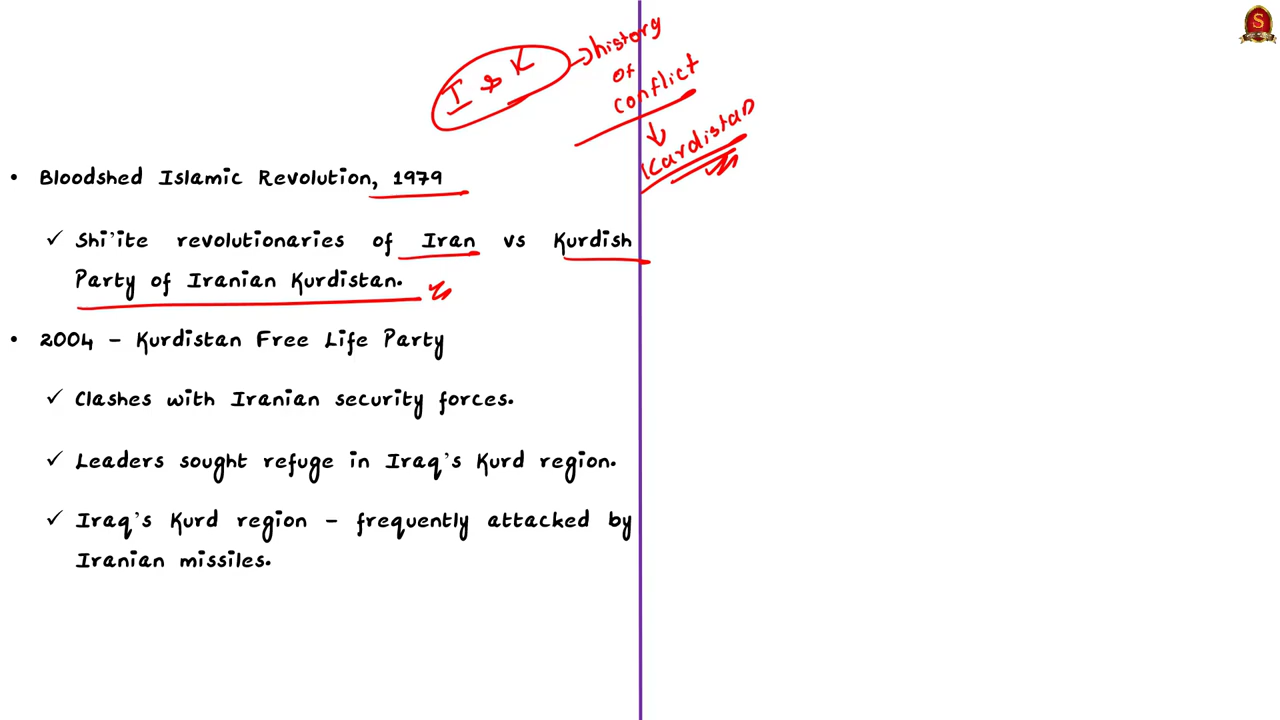 I & K → history
of
conflict
↓
Kardistan
• Bloodshed Islamic Revolution, 1979
✓ Shi'ite revolutionaries of Iran vs Kurdish
Party of Iranian Kurdistan.
• 2004 – Kurdistan Free Life Party
✓ Clashes with Iranian security forces.
✓ Leaders sought refuge in Iraq's Kurd region.
✓ Iraq's Kurd region – frequently attacked by
Iranian missiles.
S